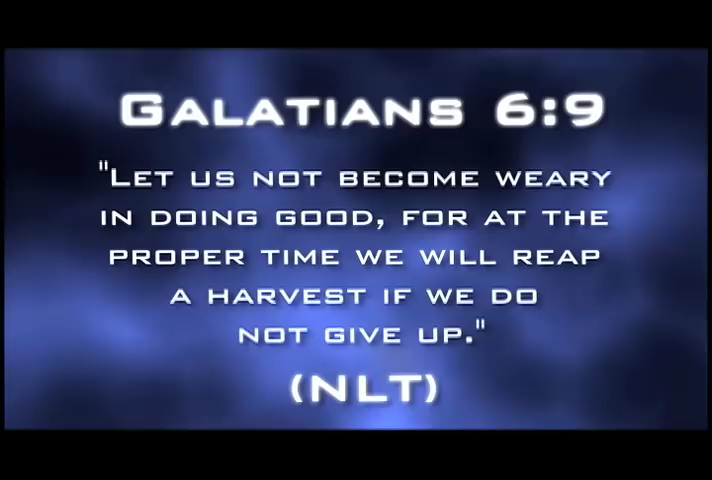 Galatians 6:9
"Let us not become weary
in doing good, for at the
proper time we will reap
a harvest if we do
not give up."
(NLT)